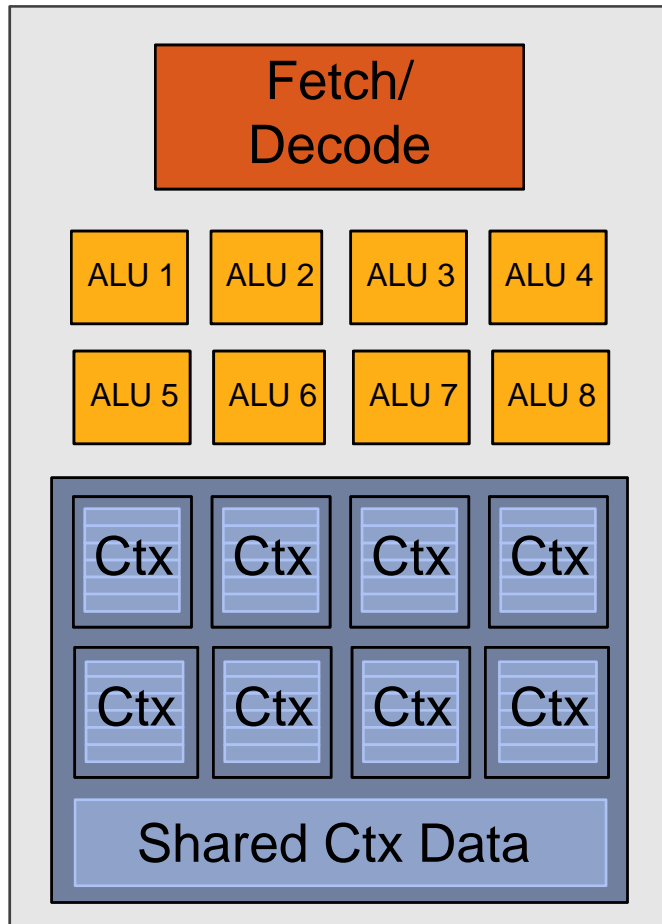 Fetch/
Decode
ALU 1 ALU 2 ALU 3 ALU 4
ALU 5 ALU 6 ALU 7 ALU 8
Ctx Ctx Ctx Ctx
Ctx Ctx Ctx Ctx
Shared Ctx Data